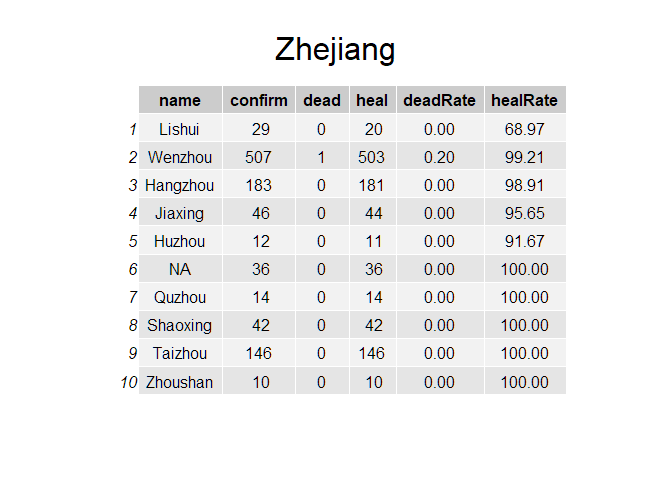 Zhejiang
name confirm dead heal deadRate healRate
1 Lishui 29 0 20 0.00 68.97
2 Wenzhou 507 1 503 0.20 99.21
3 Hangzhou 183 0 181 0.00 98.91
4 Jiaxing 46 0 44 0.00 95.65
5 Huzhou 12 0 11 0.00 91.67
6 NA 36 0 36 0.00 100.00
7 Quzhou 14 0 14 0.00 100.00
8 Shaoxing 42 0 42 0.00 100.00
9 Taizhou 146 0 146 0.00 100.00
10 Zhoushan 10 0 10 0.00 100.00